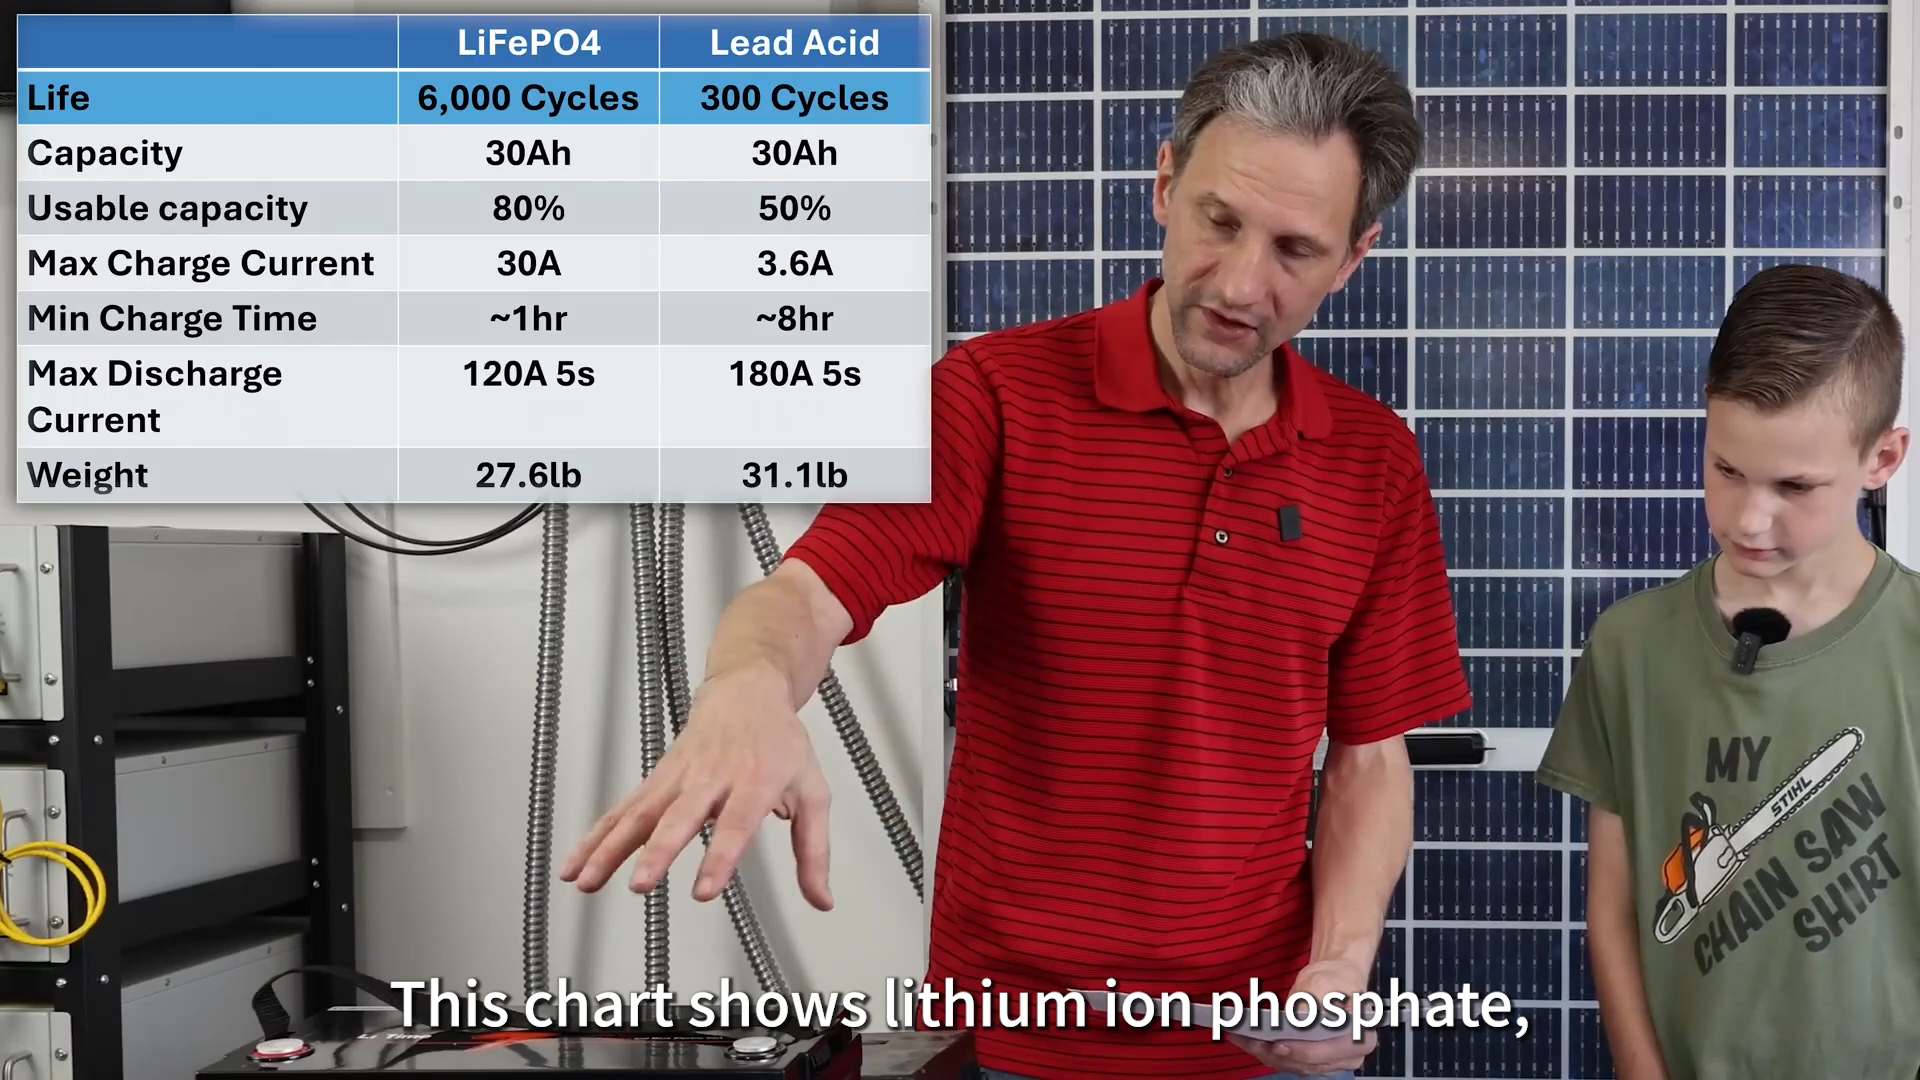 LiFePO4 Lead Acid
Life 6,000 Cycles 300 Cycles
Capacity 30Ah 30Ah
Usable capacity 80% 50%
Max Charge Current 30A 3.6A
Min Charge Time ~1hr ~8hr
Max Discharge 120A 5s 180A 5s
Current
Weight 27.6lb 31.1lb
MY
STIHL
CHAIN SAW
SHIRT
This chart shows lithium ion phosphate,
Li Time